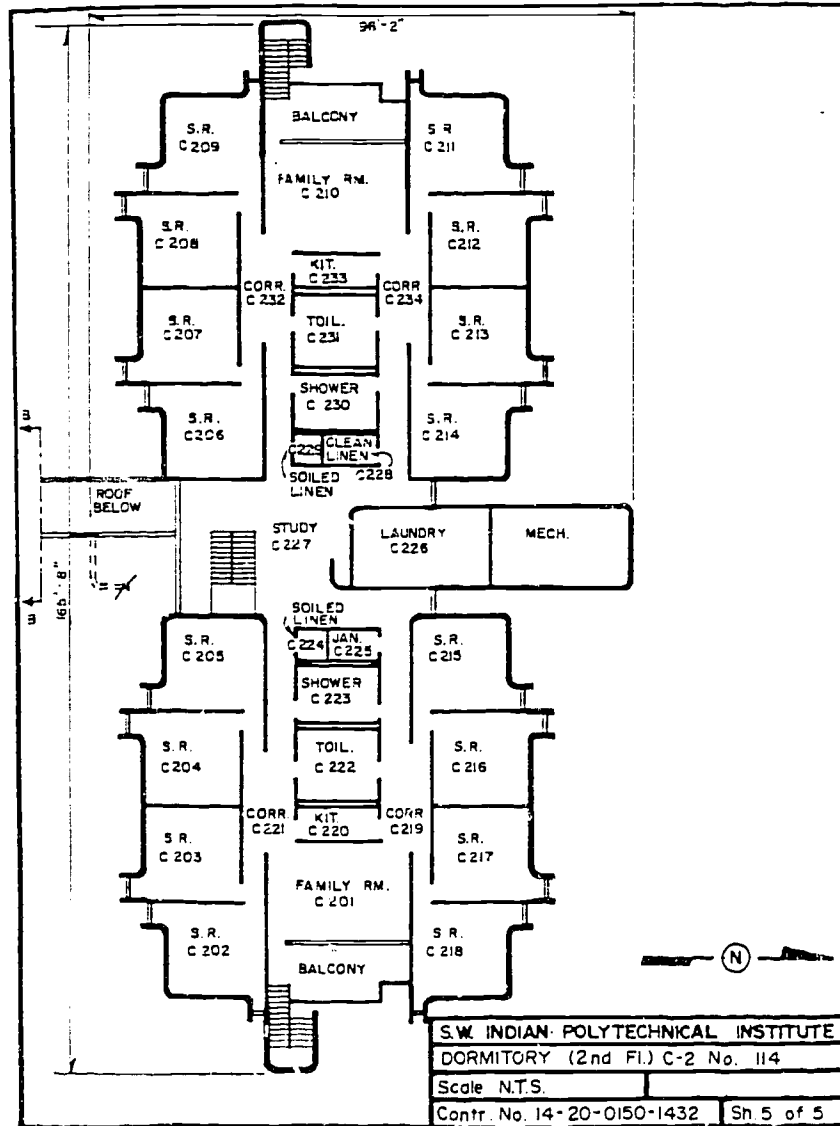 96'-2"
BALCONY
S.R.
C 209
S R
C 211
FAMILY RM.
C 210
S.R.
C 208
S.R.
C 212
KIT.
C 233
CORR.
C 232
CORR
C 234
S.R.
C 207
TOIL.
C 231
S.R.
C 213
SHOWER
C 230
S.R.
C 206
S.R.
C 214
B
C229
CLEAN
LINEN
SOILED
LINEN
C 228
ROOF
BELOW
STUDY
C 227
LAUNDRY
C 226
MECH.
165'-8"
B
SOILED
LINEN
C 224
JAN.
C 225
S.R.
C 205
S.R.
C 215
SHOWER
C 223
S.R.
C 204
TOIL.
C 222
S.R.
C 216
CORR.
C 221
KIT.
C 220
CORR
C 219
S R.
C 203
S.R.
C 217
FAMILY RM.
C 201
S.R.
C 202
S R.
C 218
BALCONY
N
S.W. INDIAN POLYTECHNICAL INSTITUTE
DORMITORY (2nd Fl.) C-2 No. 114
Scale N.T.S.
Contr. No. 14-20-0150-1432 Sh. 5 of 5